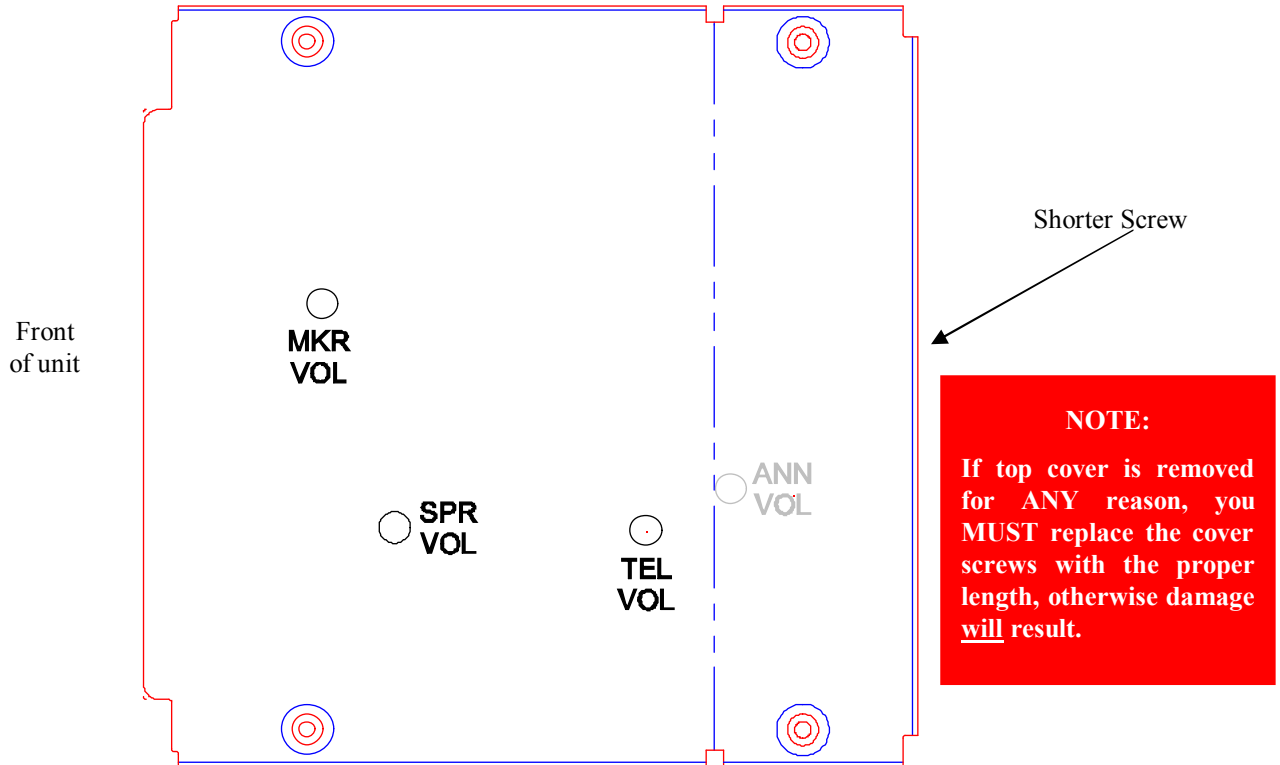 Shorter Screw
Front
of unit
MKR
VOL
NOTE:
If top cover is removed
for ANY reason, you
MUST replace the cover
screws with the proper
length, otherwise damage
will result.
ANN
VOL
SPR
VOL
TEL
VOL